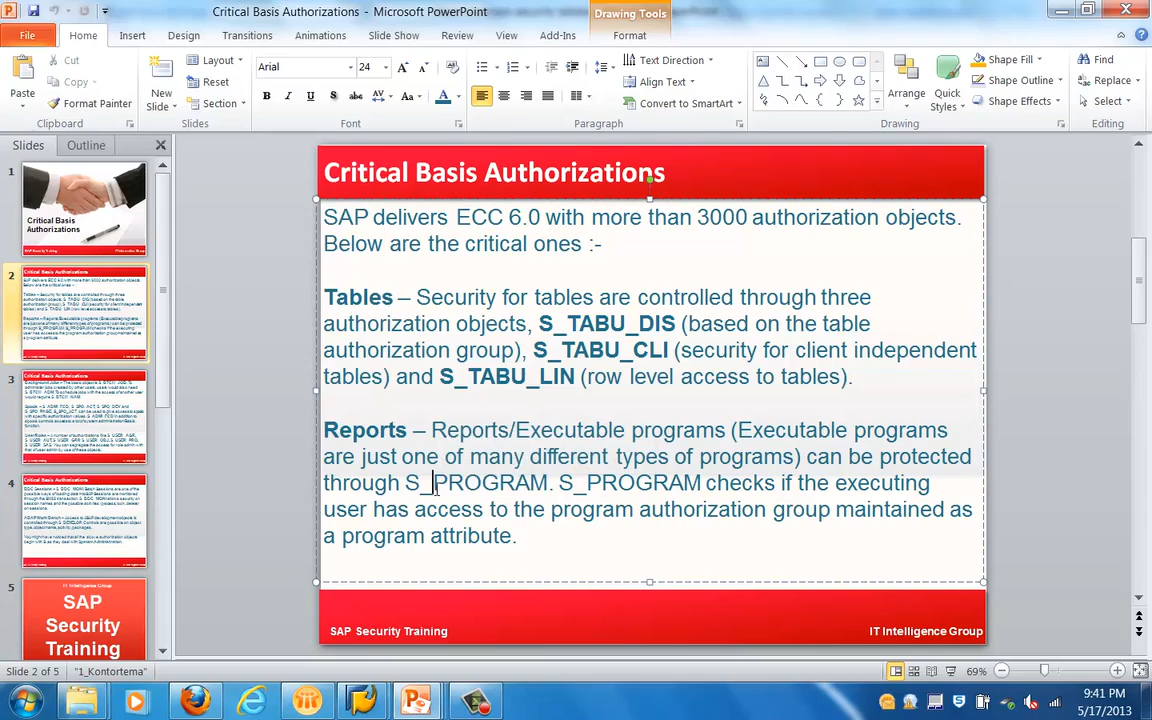 Critical Basis Authorizations - Microsoft PowerPoint
Drawing Tools
File Home Insert Design Transitions Animations Slide Show Review View Add-Ins Format
Paste
Cut
Copy
Format Painter
Clipboard
New Slide
Layout
Reset
Section
Slides
Arial 24
Font
Text Direction
Align Text
Convert to SmartArt
Paragraph
Arrange
Quick Styles
Shape Fill
Shape Outline
Shape Effects
Drawing
Find
Replace
Select
Editing
Slides Outline
1
Critical Basis
Authorizations
2
3
4
5
IT Intelligence Group
SAP
Security
Training
Critical Basis Authorizations
SAP delivers ECC 6.0 with more than 3000 authorization objects.
Below are the critical ones :-
Tables – Security for tables are controlled through three
authorization objects, S_TABU_DIS (based on the table
authorization group), S_TABU_CLI (security for client independent
tables) and S_TABU_LIN (row level access to tables).
Reports – Reports/Executable programs (Executable programs
are just one of many different types of programs) can be protected
through S_PROGRAM. S_PROGRAM checks if the executing
user has access to the program authorization group maintained as
a program attribute.
SAP Security Training IT Intelligence Group
Slide 2 of 5 "1_Kontortema" 69%
9:41 PM
5/17/2013